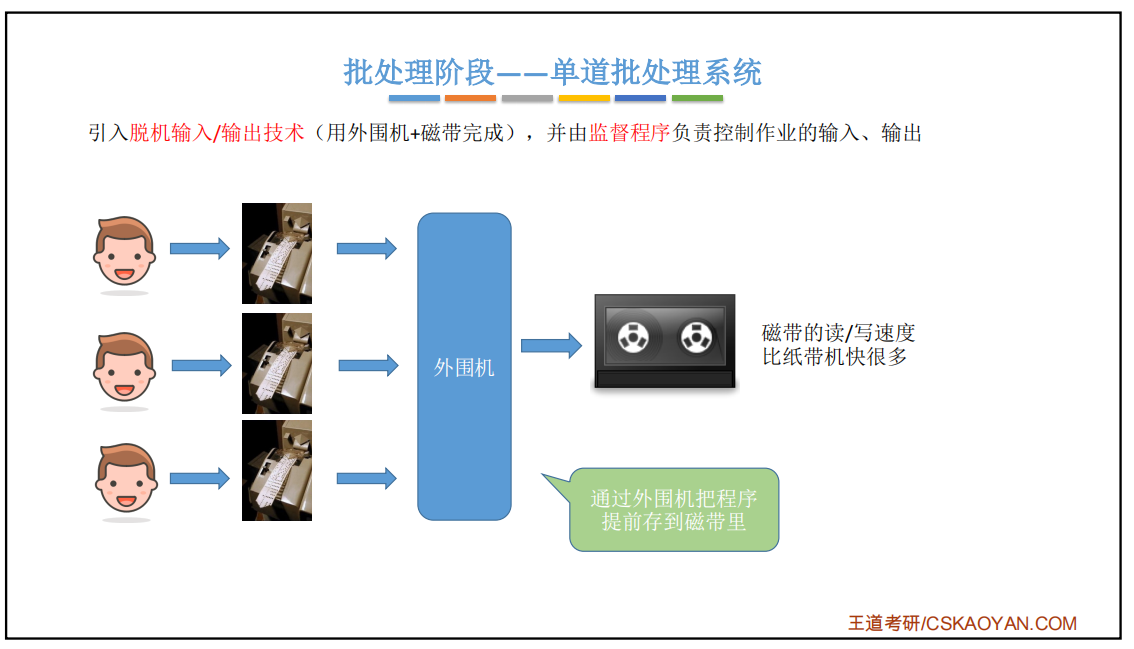 批处理阶段——单道批处理系统
引入脱机输入/输出技术（用外围机+磁带完成），并由监督程序负责控制作业的输入、输出
外围机
磁带的读/写速度
比纸带机快很多
通过外围机把程序
提前存到磁带里
王道考研/CSKAOYAN.COM